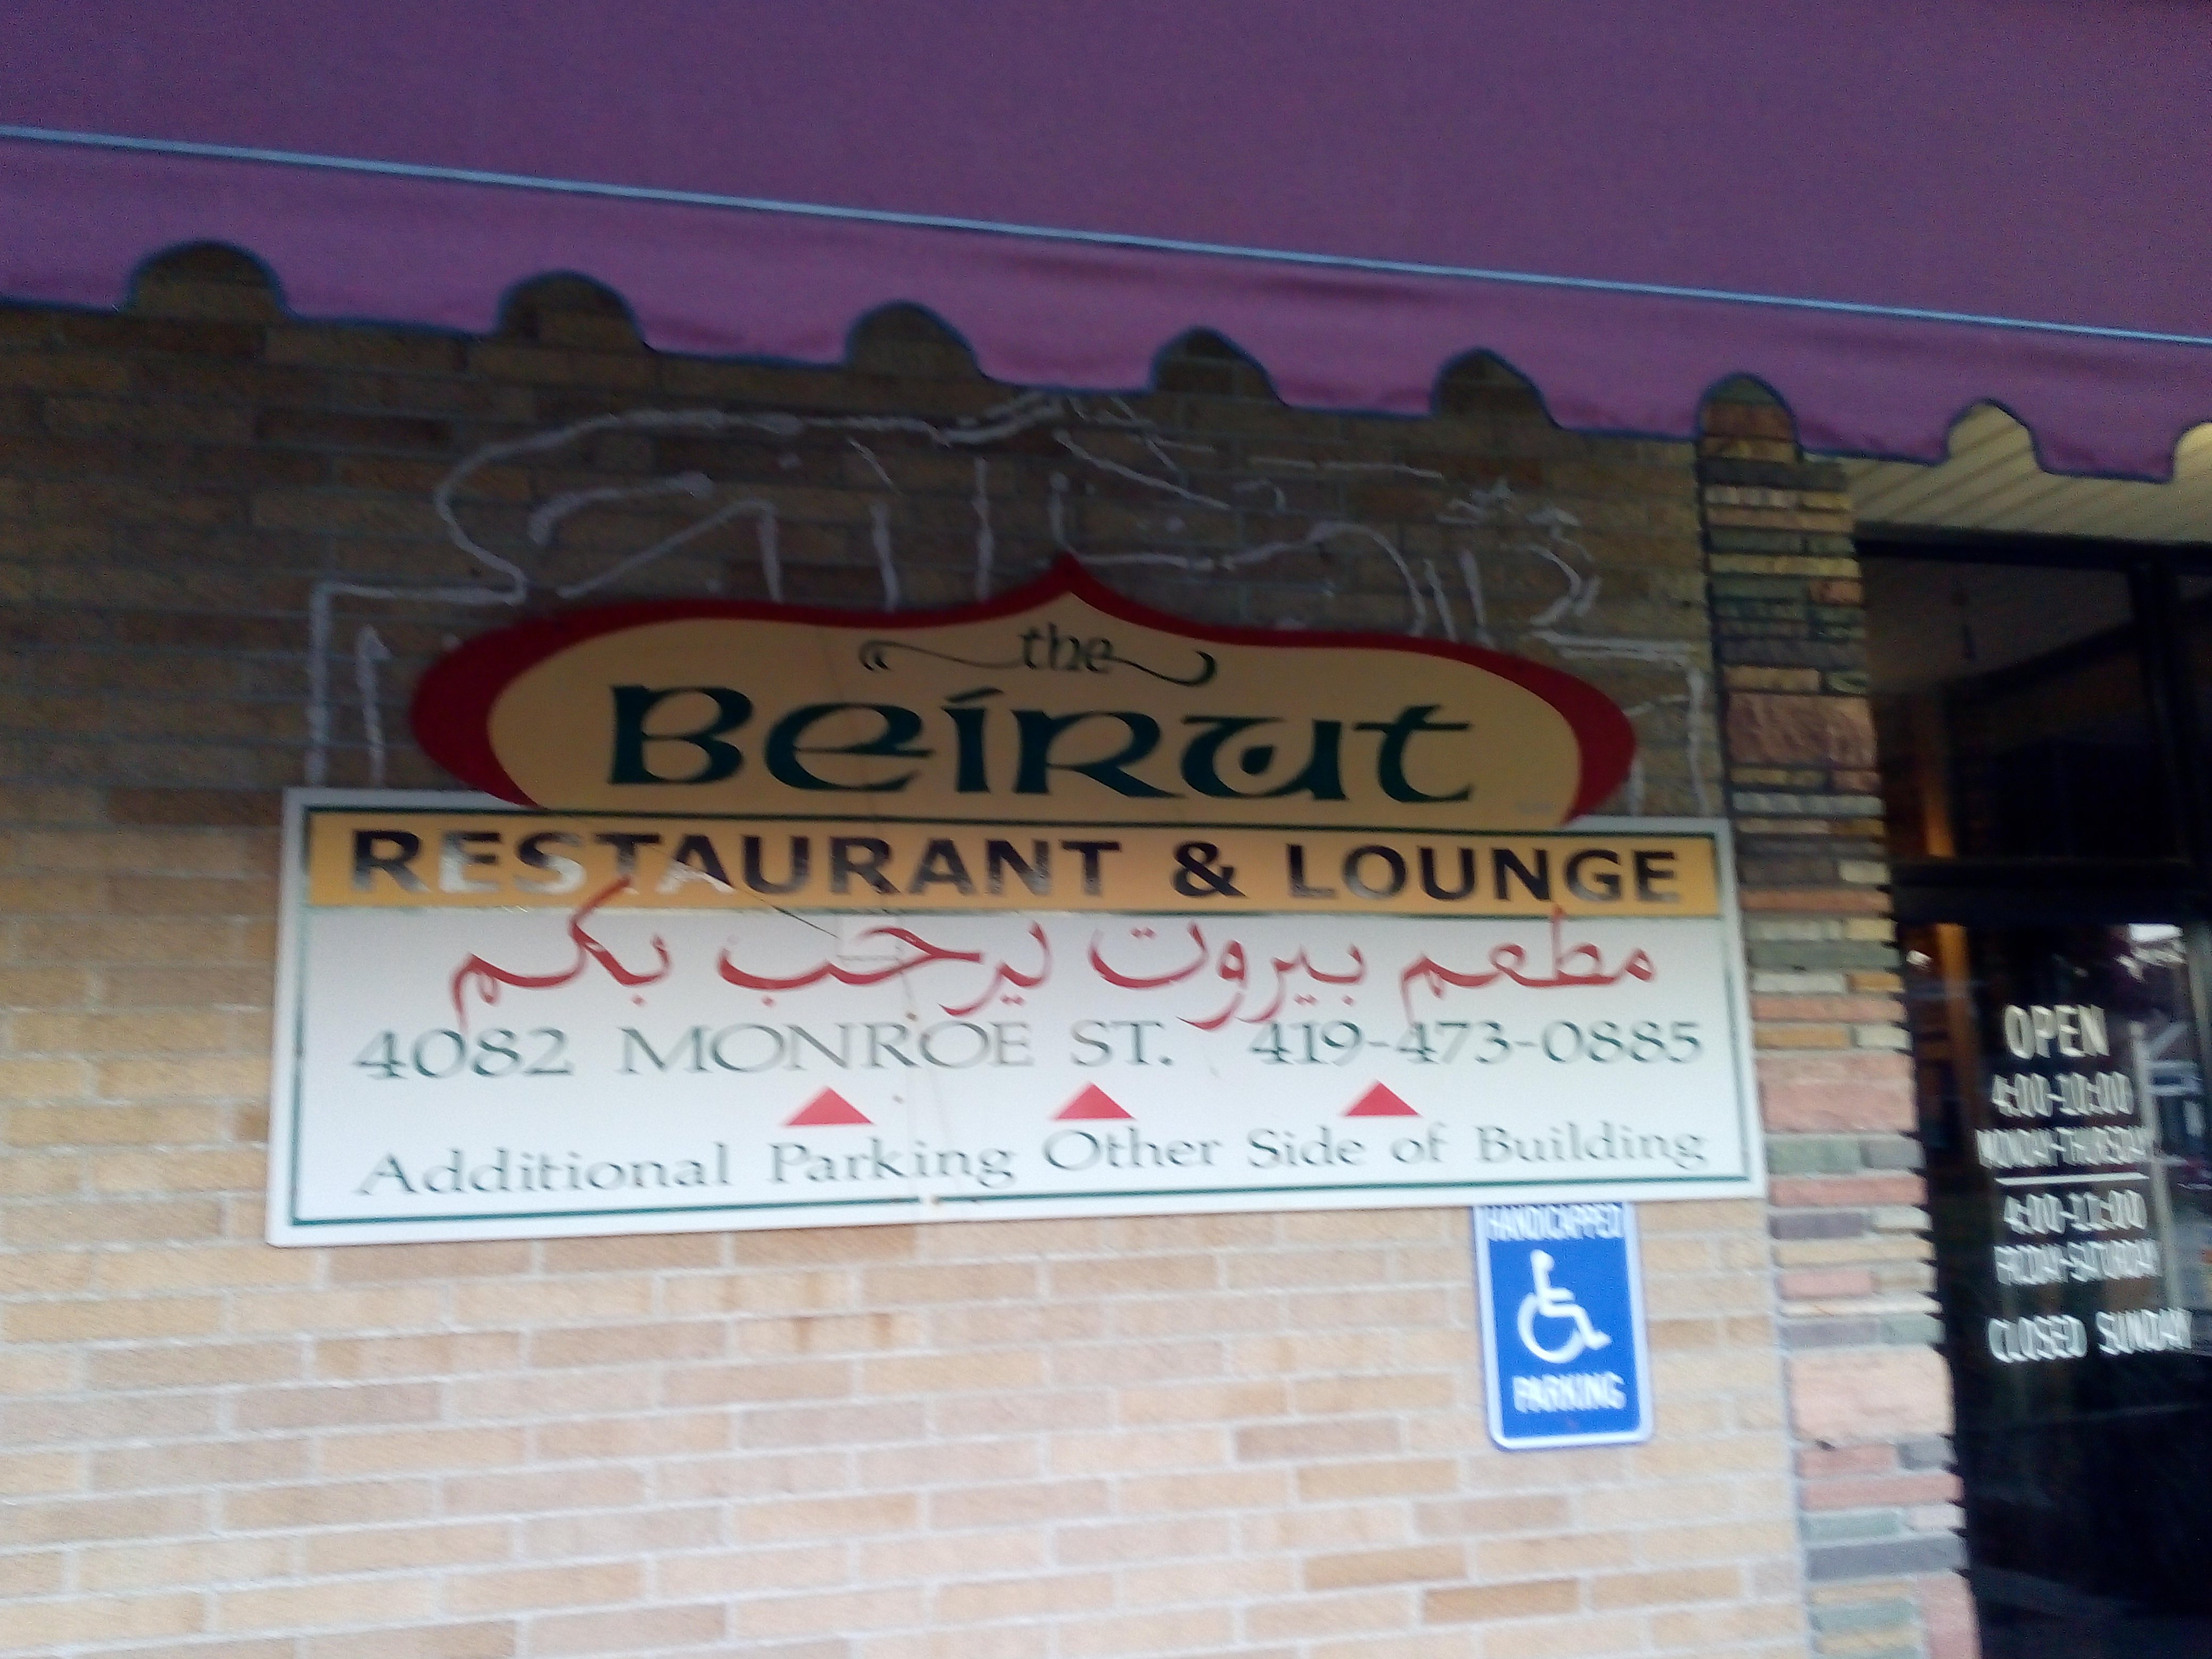 the
BEIRUT
RESTAURANT & LOUNGE
مطعم بيروت يرحب بكم
4082 MONROE ST. 419-473-0885
Additional Parking Other Side of Building
HANDICAPPED
PARKING
OPEN
4:00-10:00
MONDAY-THURSDAY
4:00-11:00
FRIDAY-SATURDAY
CLOSED SUNDAY